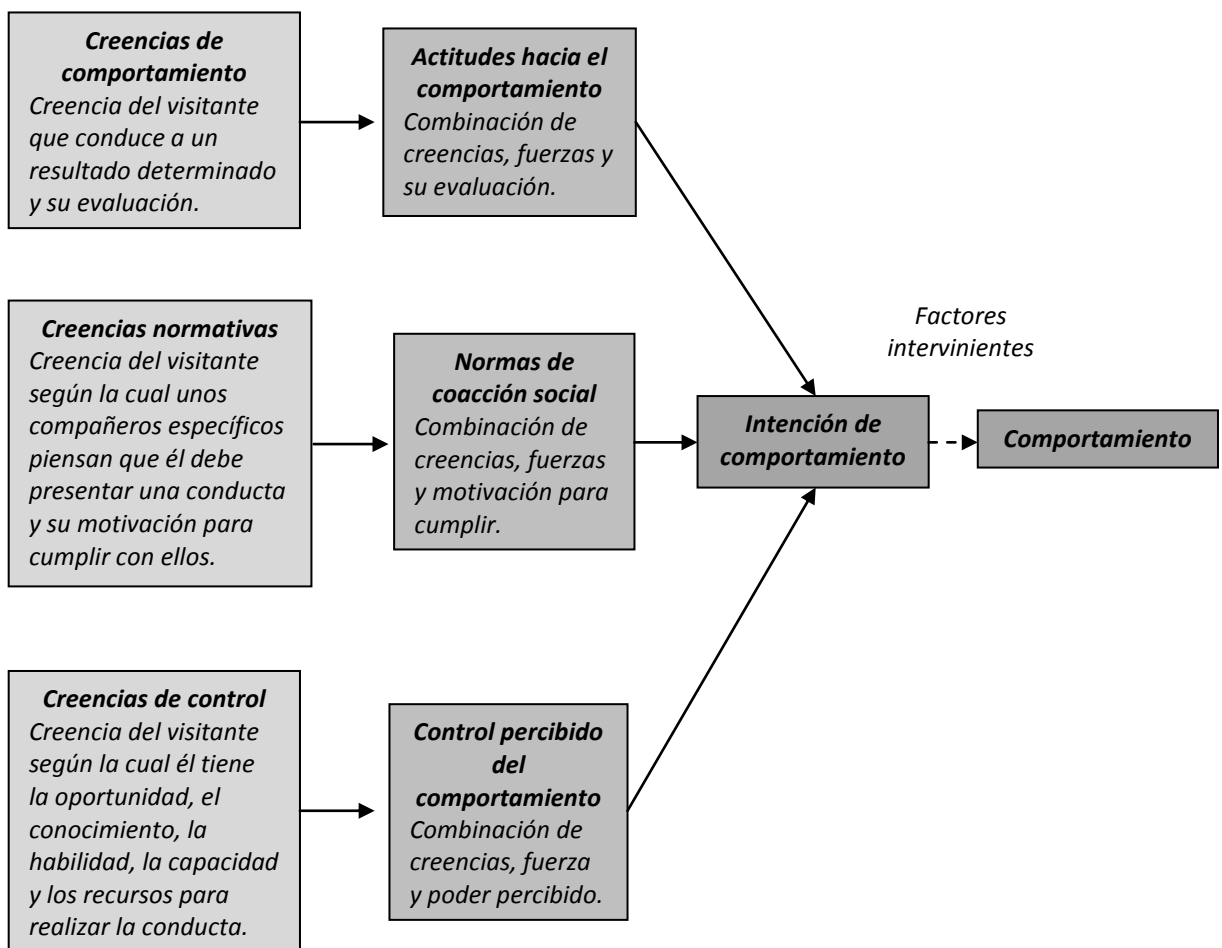 Creencias de
comportamiento
Creencia del visitante
que conduce a un
resultado determinado
y su evaluación.
Actitudes hacia el
comportamiento
Combinación de
creencias, fuerzas y
su evaluación.
Creencias normativas
Creencia del visitante
según la cual unos
compañeros específicos
piensan que él debe
presentar una conducta
y su motivación para
cumplir con ellos.
Normas de
coacción social
Combinación de
creencias, fuerzas
y motivación para
cumplir.
Factores
intervinientes
Intención de
comportamiento
Comportamiento
Creencias de control
Creencia del visitante
según la cual él tiene
la oportunidad, el
conocimiento, la
habilidad, la capacidad
y los recursos para
realizar la conducta.
Control percibido
del
comportamiento
Combinación de
creencias, fuerza
y poder percibido.